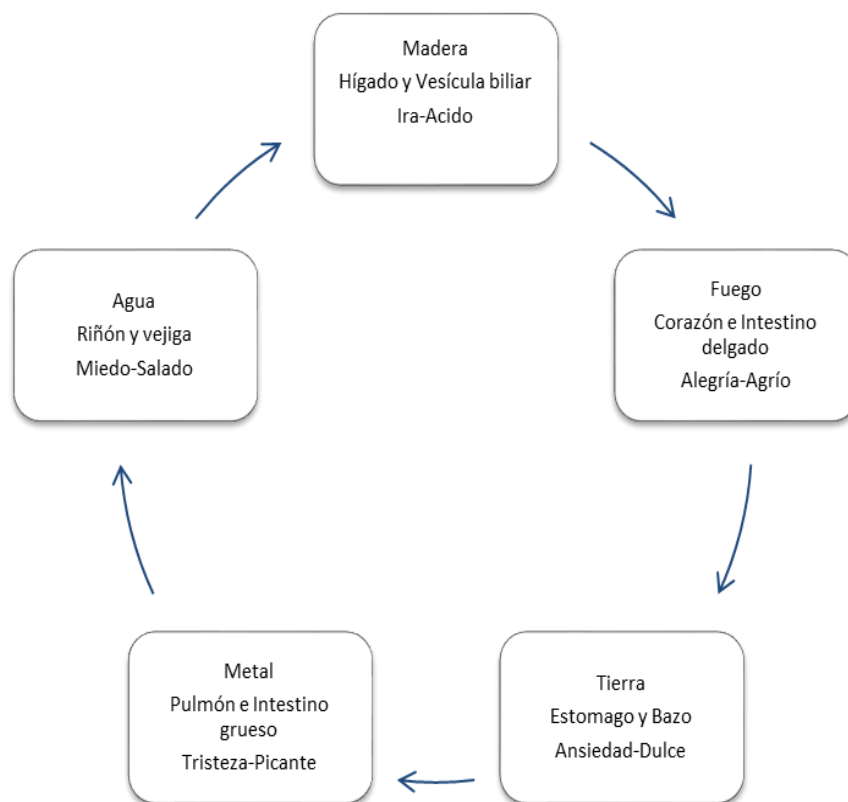 Madera
Hígado y Vesícula biliar
Ira-Acido
Fuego
Corazón e Intestino
delgado
Alegría-Agrío
Tierra
Estomago y Bazo
Ansiedad-Dulce
Metal
Pulmón e Intestino
grueso
Tristeza-Picante
Agua
Riñón y vejiga
Miedo-Salado